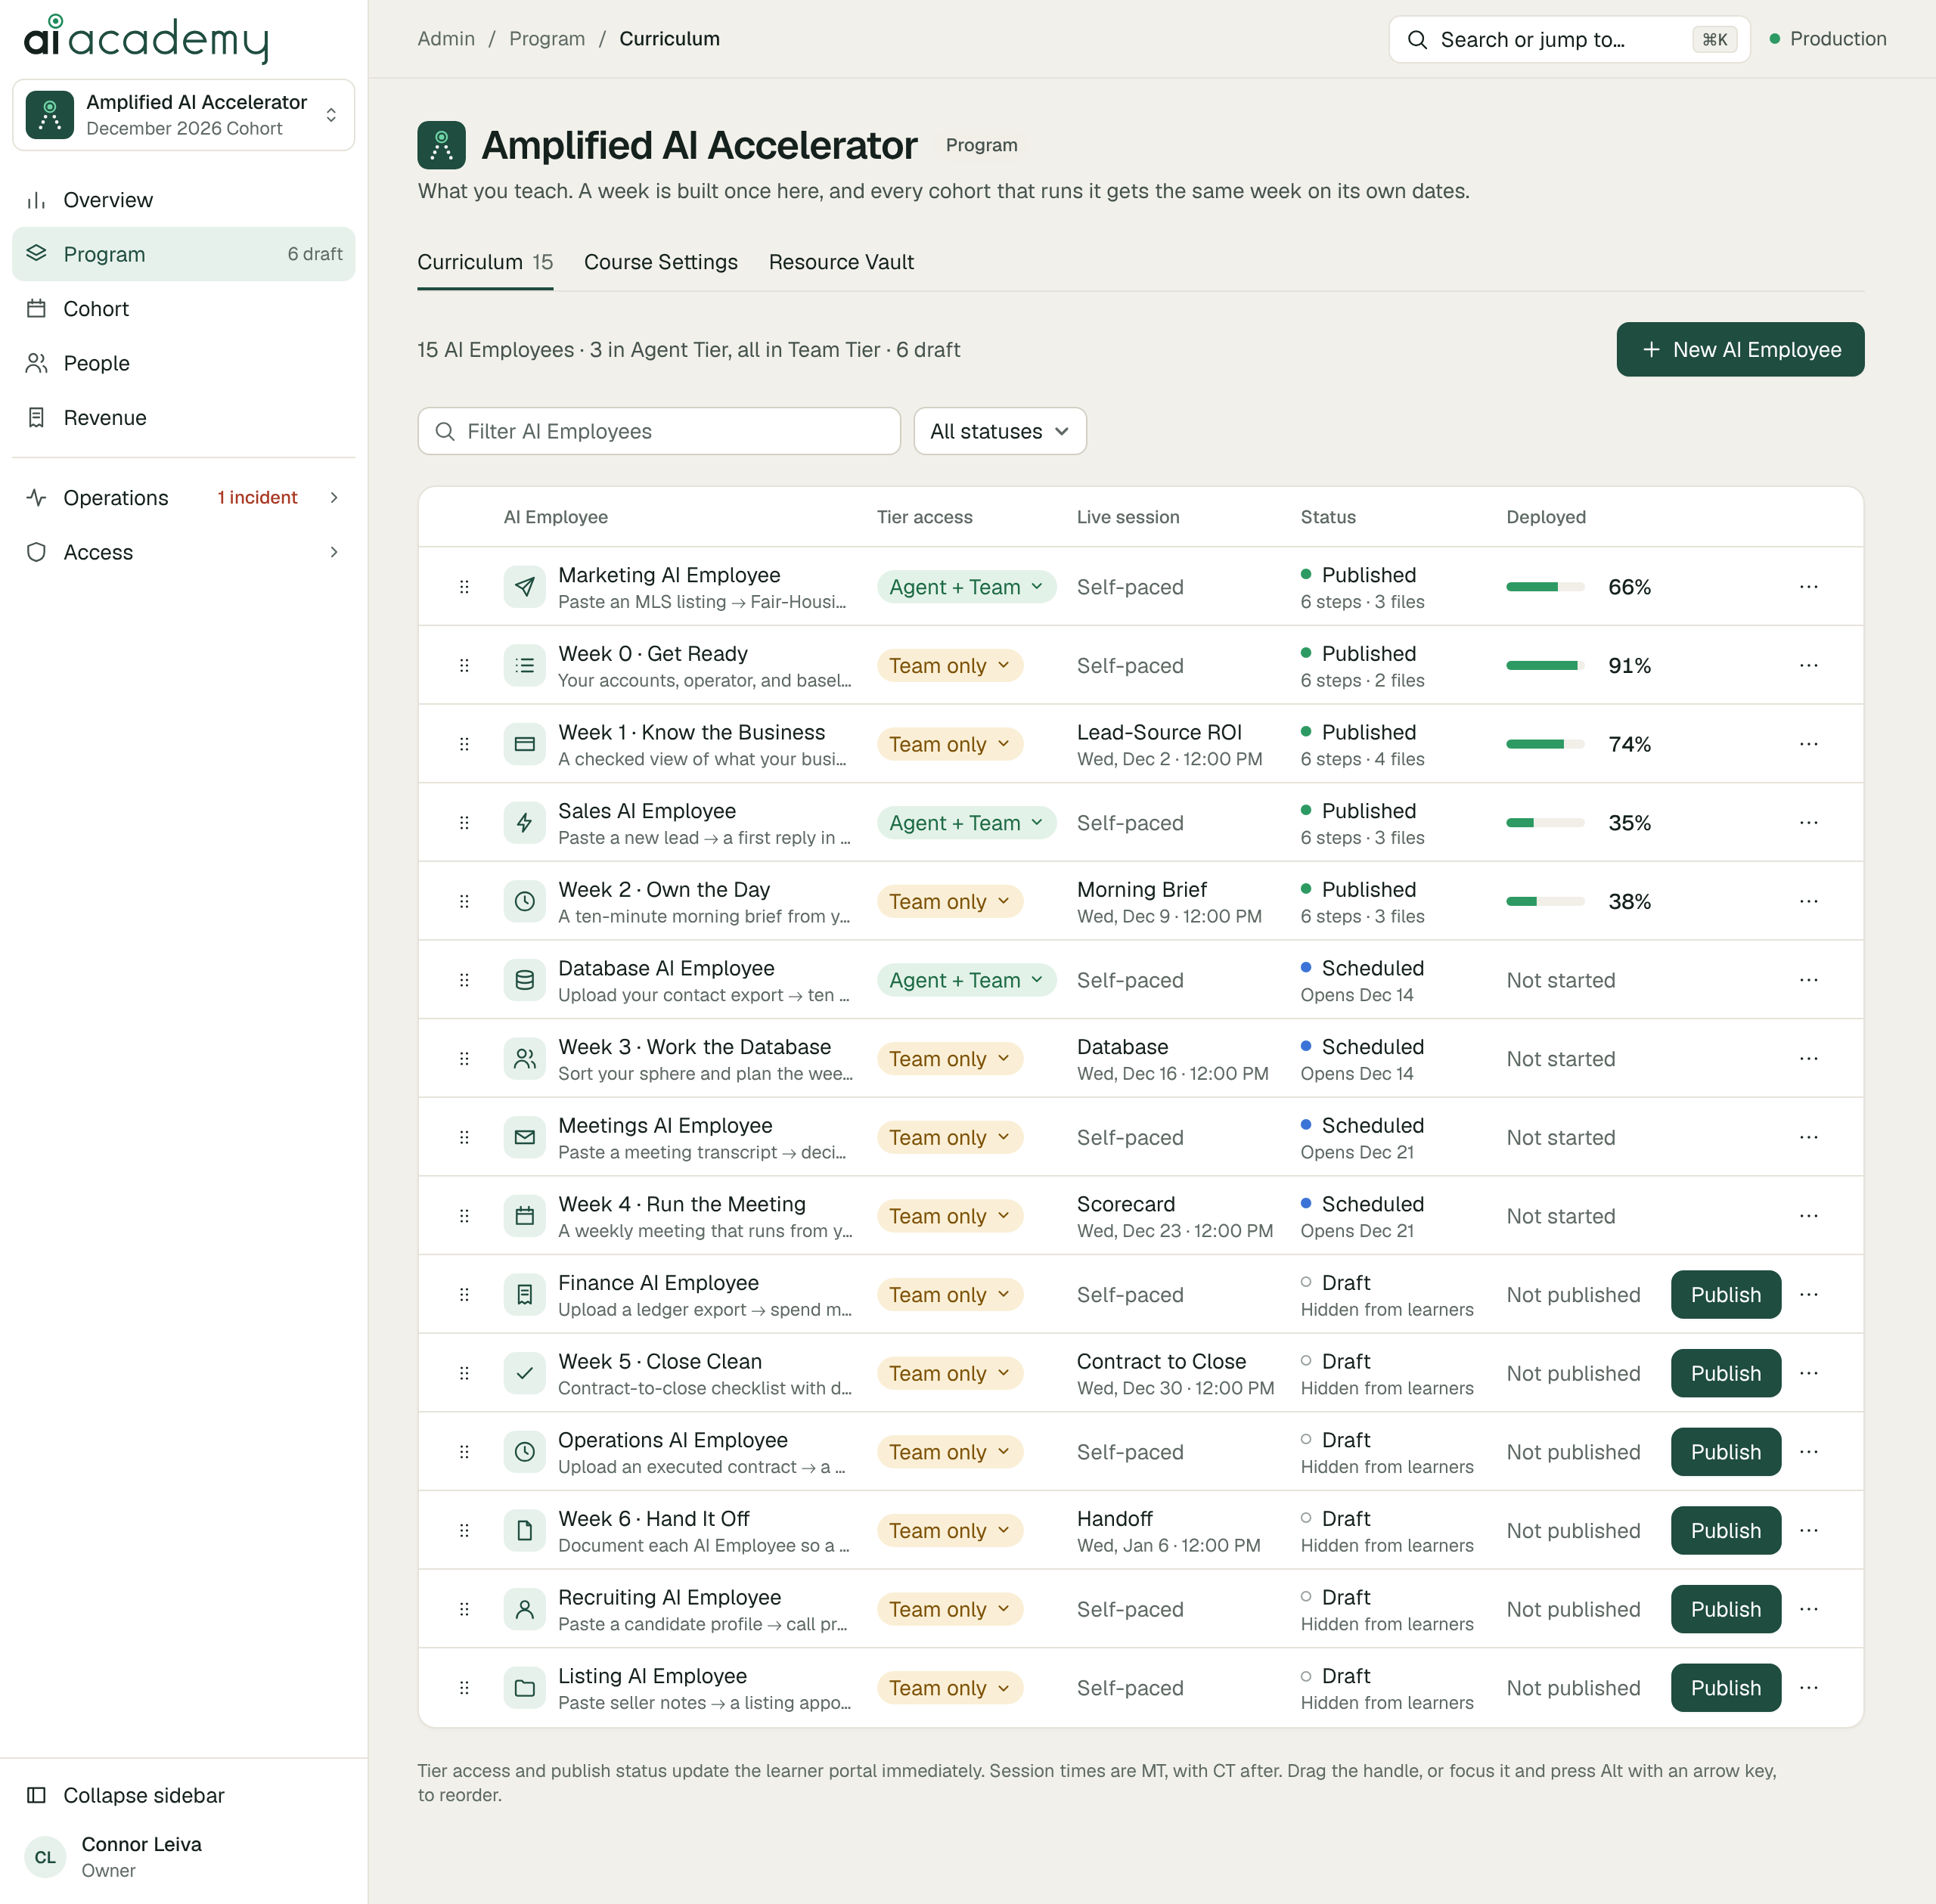 ai academy
Amplified AI Accelerator
December 2026 Cohort
Overview
Program 6 draft
Cohort
People
Revenue
Operations 1 incident
Access
Collapse sidebar
CL
Connor Leiva
Owner
Admin / Program / Curriculum
Search or jump to... ⌘K
Production
Amplified AI Accelerator Program
What you teach. A week is built once here, and every cohort that runs it gets the same week on its own dates.
Curriculum 15 Course Settings Resource Vault
15 AI Employees · 3 in Agent Tier, all in Team Tier · 6 draft
+ New AI Employee
Filter AI Employees
All statuses
AI Employee Tier access Live session Status Deployed
Marketing AI Employee Agent + Team Self-paced Published 66% ...
Paste an MLS listing → Fair-Housi... 6 steps · 3 files
Week 0 · Get Ready Team only Self-paced Published 91% ...
Your accounts, operator, and basel... 6 steps · 2 files
Week 1 · Know the Business Team only Lead-Source ROI Published 74% ...
A checked view of what your busi... Wed, Dec 2 · 12:00 PM 6 steps · 4 files
Sales AI Employee Agent + Team Self-paced Published 35% ...
Paste a new lead → a first reply in ... 6 steps · 3 files
Week 2 · Own the Day Team only Morning Brief Published 38% ...
A ten-minute morning brief from y... Wed, Dec 9 · 12:00 PM 6 steps · 3 files
Database AI Employee Agent + Team Self-paced Scheduled Not started ...
Upload your contact export → ten ... Opens Dec 14
Week 3 · Work the Database Team only Database Scheduled Not started ...
Sort your sphere and plan the wee... Wed, Dec 16 · 12:00 PM Opens Dec 14
Meetings AI Employee Team only Self-paced Scheduled Not started ...
Paste a meeting transcript → deci... Opens Dec 21
Week 4 · Run the Meeting Team only Scorecard Scheduled Not started ...
A weekly meeting that runs from y... Wed, Dec 23 · 12:00 PM Opens Dec 21
Finance AI Employee Team only Self-paced Draft Not published Publish ...
Upload a ledger export → spend m... Hidden from learners
Week 5 · Close Clean Team only Contract to Close Draft Not published Publish ...
Contract-to-close checklist with d... Wed, Dec 30 · 12:00 PM Hidden from learners
Operations AI Employee Team only Self-paced Draft Not published Publish ...
Upload an executed contract → a ... Hidden from learners
Week 6 · Hand It Off Team only Handoff Draft Not published Publish ...
Document each AI Employee so a ... Wed, Jan 6 · 12:00 PM Hidden from learners
Recruiting AI Employee Team only Self-paced Draft Not published Publish ...
Paste a candidate profile → call pr... Hidden from learners
Listing AI Employee Team only Self-paced Draft Not published Publish ...
Paste seller notes → a listing appo... Hidden from learners
Tier access and publish status update the learner portal immediately. Session times are MT, with CT after. Drag the handle, or focus it and press Alt with an arrow key,
to reorder.